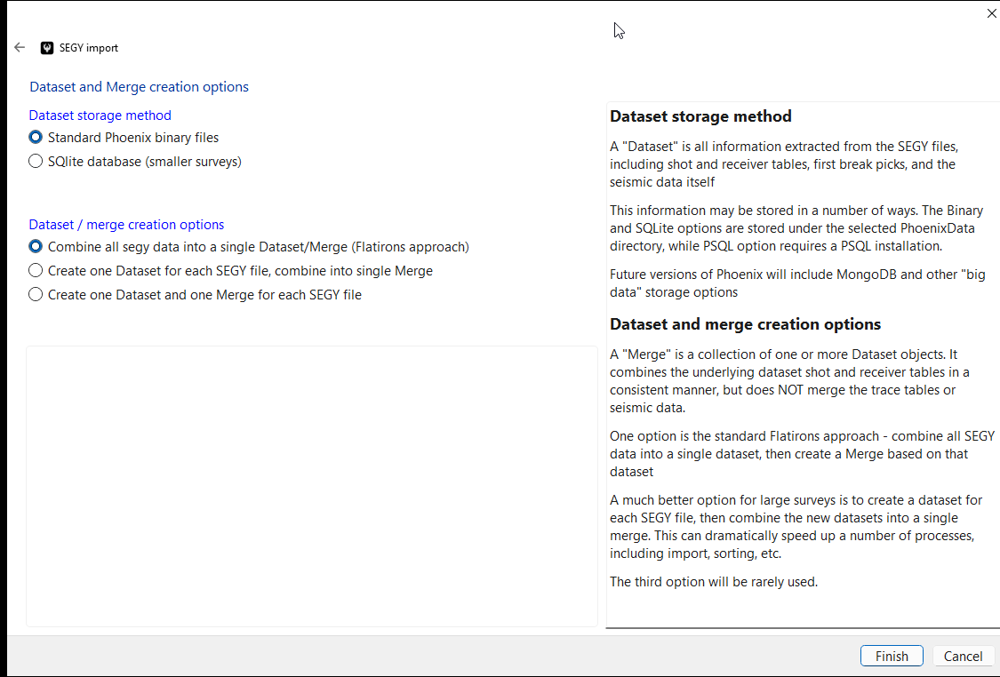 SEGY import
Dataset and Merge creation options
Dataset storage method
Standard Phoenix binary files
SQlite database (smaller surveys)
Dataset / merge creation options
Combine all segy data into a single Dataset/Merge (Flatirons approach)
Create one Dataset for each SEGY file, combine into single Merge
Create one Dataset and one Merge for each SEGY file
Dataset storage method
A "Dataset" is all information extracted from the SEGY files,
including shot and receiver tables, first break picks, and the
seismic data itself
This information may be stored in a number of ways. The Binary
and SQLite options are stored under the selected PhoenixData
directory, while PSQL option requires a PSQL installation.
Future versions of Phoenix will include MongoDB and other "big
data" storage options
Dataset and merge creation options
A "Merge" is a collection of one or more Dataset objects. It
combines the underlying dataset shot and receiver tables in a
consistent manner, but does NOT merge the trace tables or
seismic data.
One option is the standard Flatirons approach - combine all SEGY
data into a single dataset, then create a Merge based on that
dataset
A much better option for large surveys is to create a dataset for
each SEGY file, then combine the new datasets into a single
merge. This can dramatically speed up a number of processes,
including import, sorting, etc.
The third option will be rarely used.
Finish
Cancel